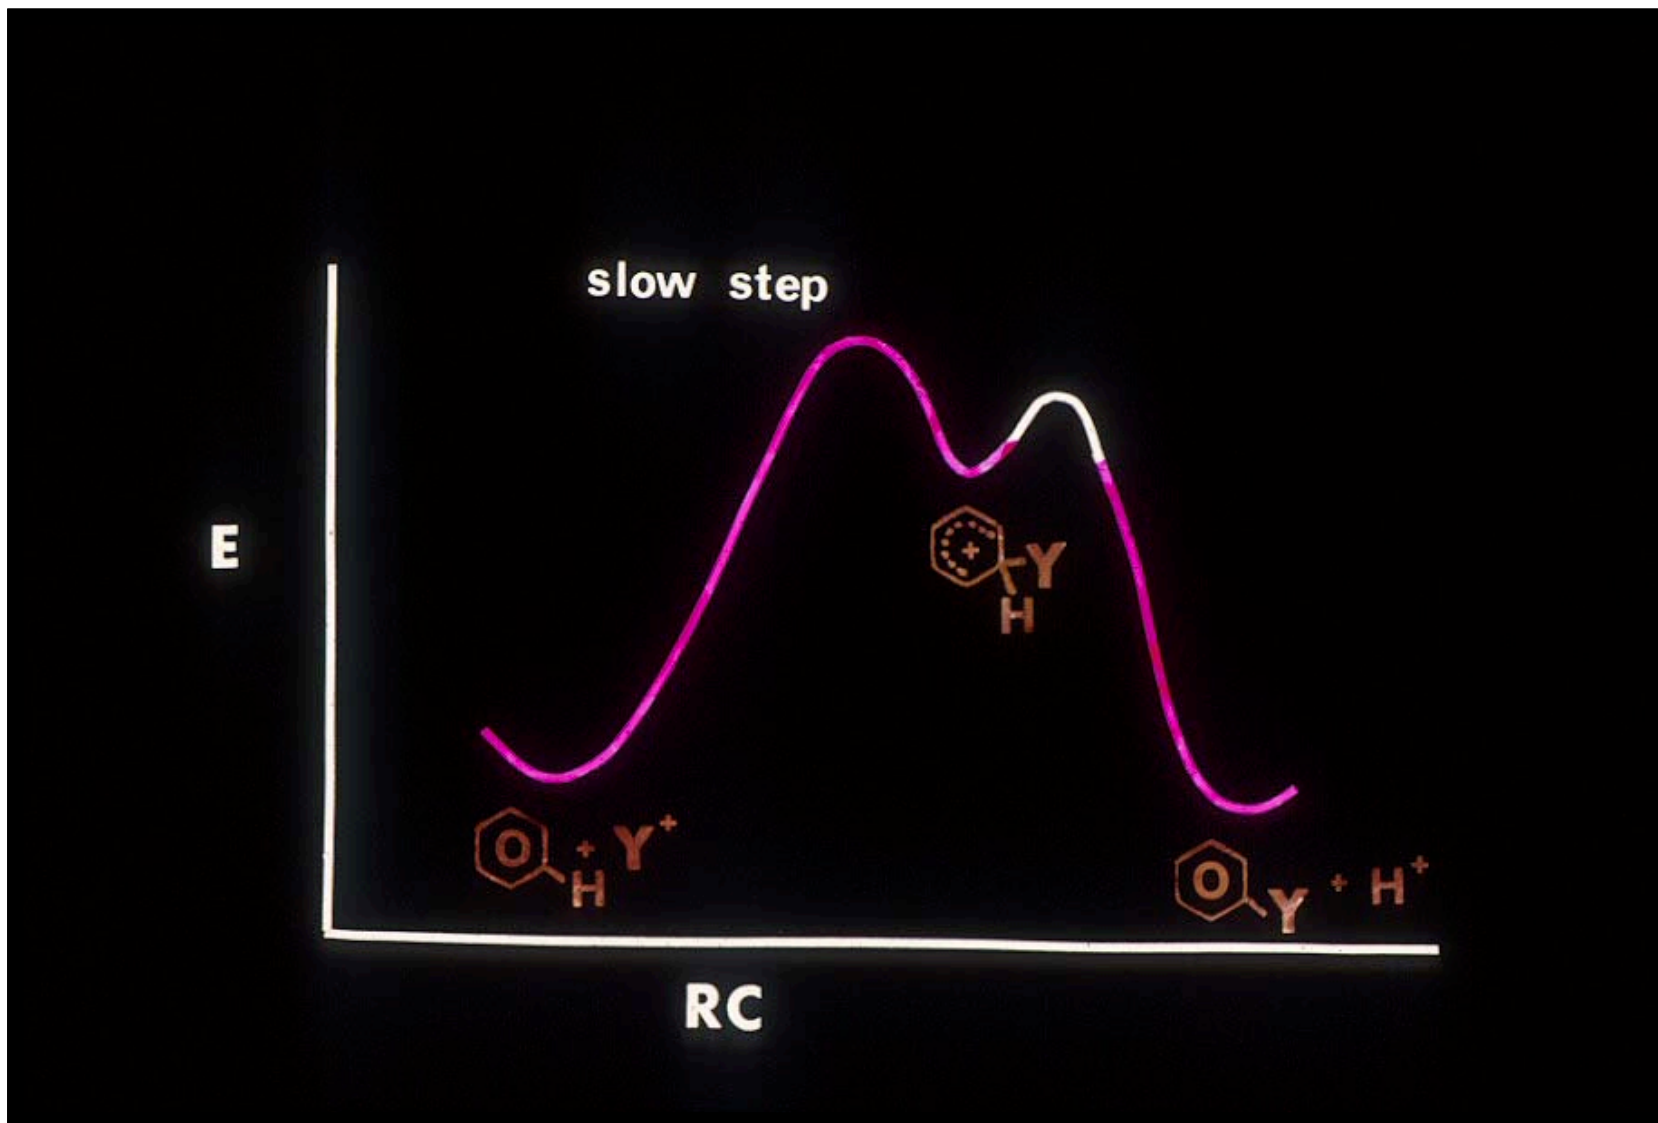 slow step
E
+ Y
H
O H + Y+
O Y + H+
RC